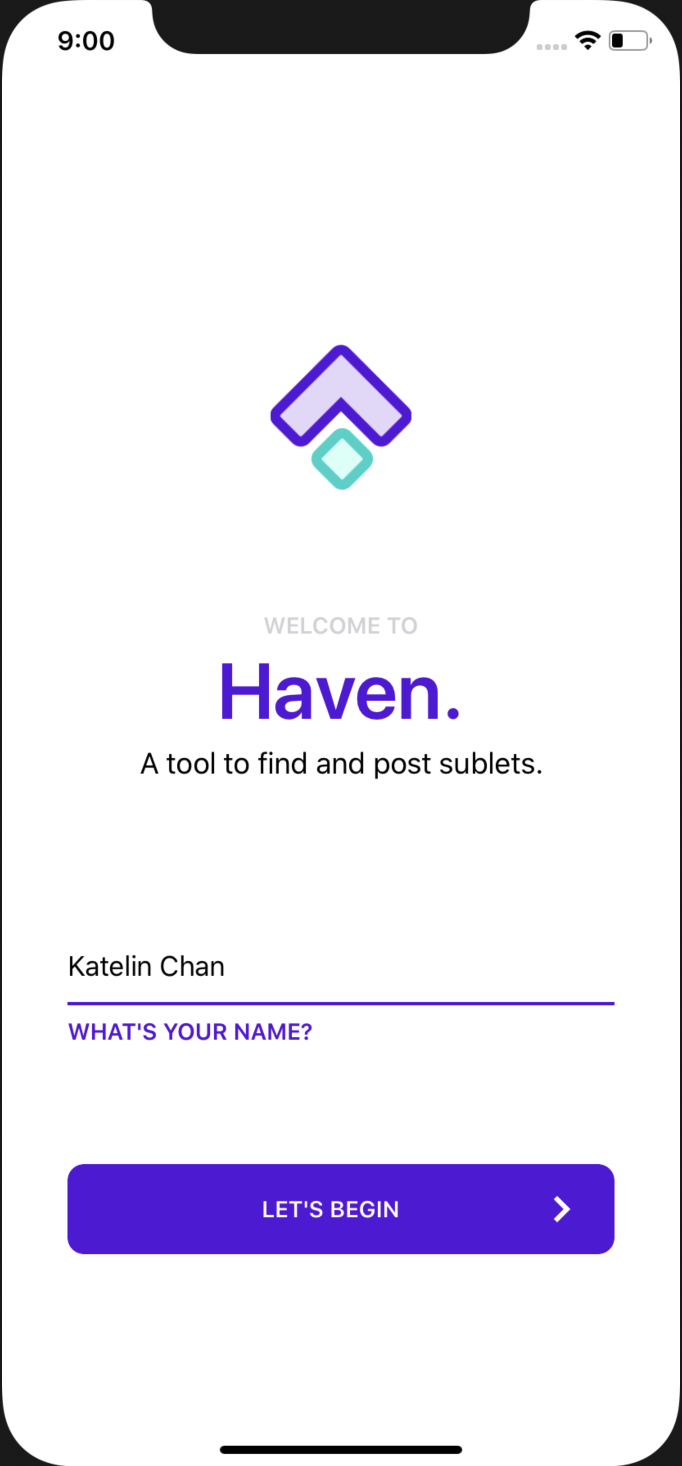 9:00
WELCOME TO
Haven.
A tool to find and post sublets.
Katelin Chan
WHAT'S YOUR NAME?
LET'S BEGIN